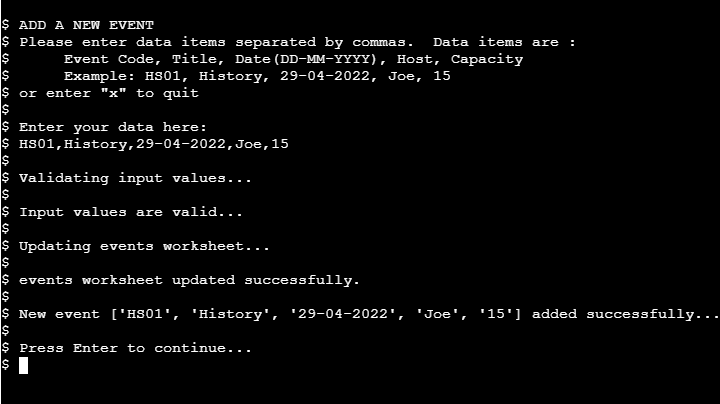 $ ADD A NEW EVENT
$ Please enter data items separated by commas.  Data items are :
$      Event Code, Title, Date(DD-MM-YYYY), Host, Capacity
$      Example: HS01, History, 29-04-2022, Joe, 15
$ or enter "x" to quit
$
$ Enter your data here:
$ HS01,History,29-04-2022,Joe,15
$
$ Validating input values...
$
$ Input values are valid...
$
$ Updating events worksheet...
$
$ events worksheet updated successfully.
$
$ New event ['HS01', 'History', '29-04-2022', 'Joe', '15'] added successfully...
$
$ Press Enter to continue...
$